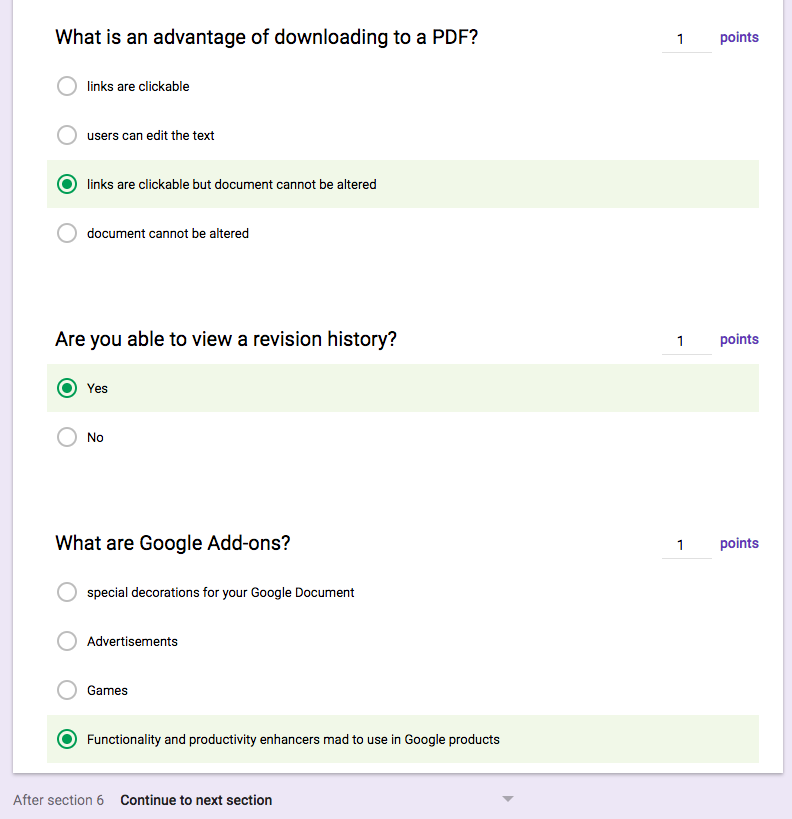 What is an advantage of downloading to a PDF? 1 points
links are clickable
users can edit the text
links are clickable but document cannot be altered
document cannot be altered
Are you able to view a revision history? 1 points
Yes
No
What are Google Add-ons? 1 points
special decorations for your Google Document
Advertisements
Games
Functionality and productivity enhancers mad to use in Google products
After section 6 Continue to next section